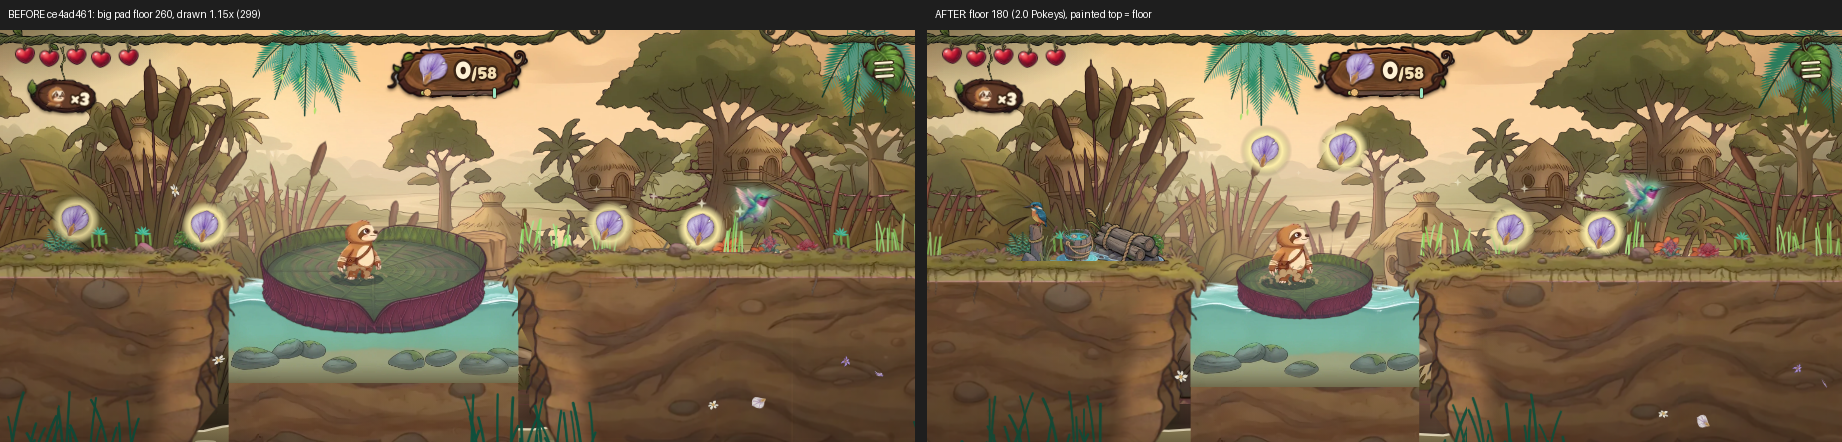 BEFORE ce4ad461: big pad floor 260, drawn 1.15x (299)
AFTER: floor 180 (2.0 Pokeys), painted top = floor
0/58
×3
0/58
×3